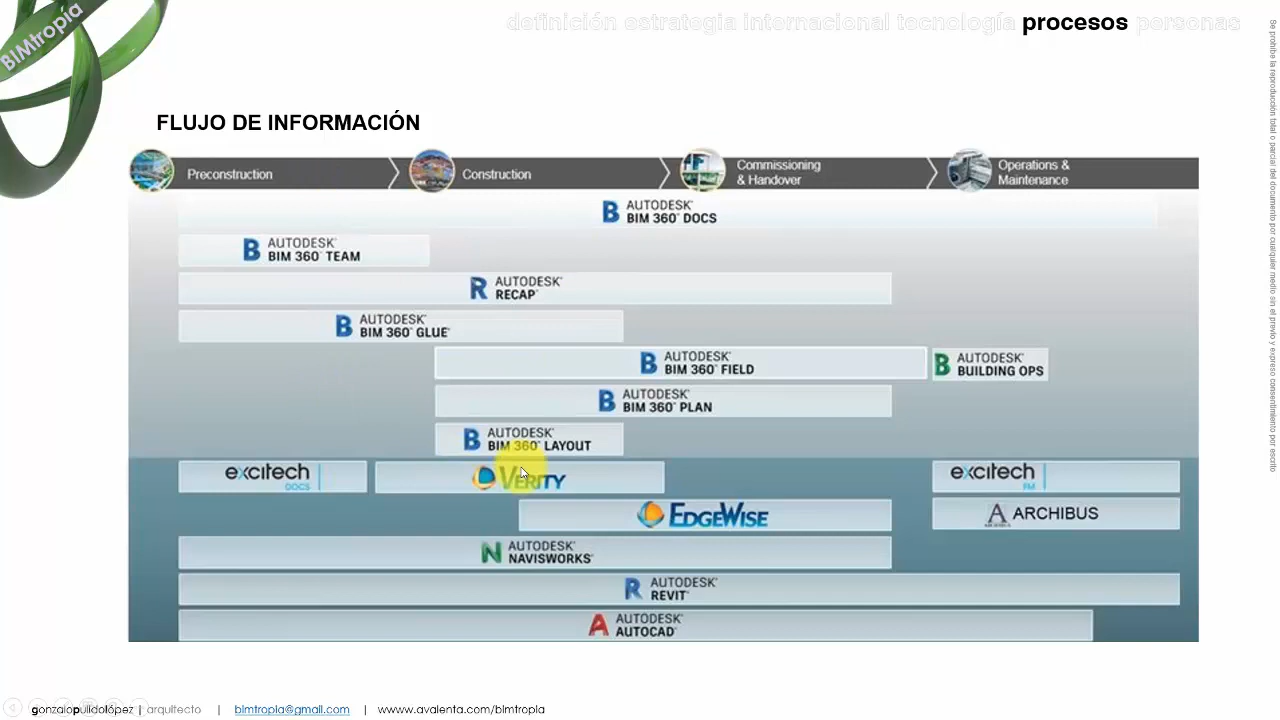 BIMtropía
definición estrategia internacional tecnología procesos personas
FLUJO DE INFORMACIÓN
Preconstruction
Construction
Commissioning
& Handover
Operations &
Maintenance
AUTODESK
BIM 360 DOCS
AUTODESK
BIM 360 TEAM
AUTODESK
RECAP
AUTODESK
BIM 360 GLUE
AUTODESK
BIM 360 FIELD
AUTODESK
BUILDING OPS
AUTODESK
BIM 360 PLAN
AUTODESK
BIM 360 LAYOUT
excitech
DOCS
VERITY
excitech
FM
EDGEWISE
ARCHIBUS
AUTODESK
NAVISWORKS
AUTODESK
REVIT
AUTODESK
AUTOCAD
gonzalopulidolópez | arquitecto | bimtropia@gmail.com | wwwa.avalenta.com/bimtropia
Se prohíbe la reproducción total o parcial del documento por cualquier medio sin el previo y expreso consentimiento por escrito